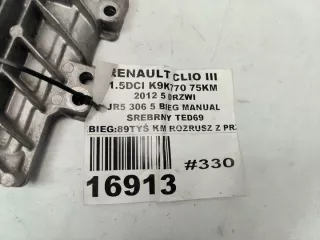 RENAULT CLIO III
1.5DCI K9K770 75KM
2012 5 DRZWI
JR5 306 5 BIEG MANUAL
SREBRNY TED69
BIEG:89TYŚ KM ROZRUSZ Z PRZ
16913 #330